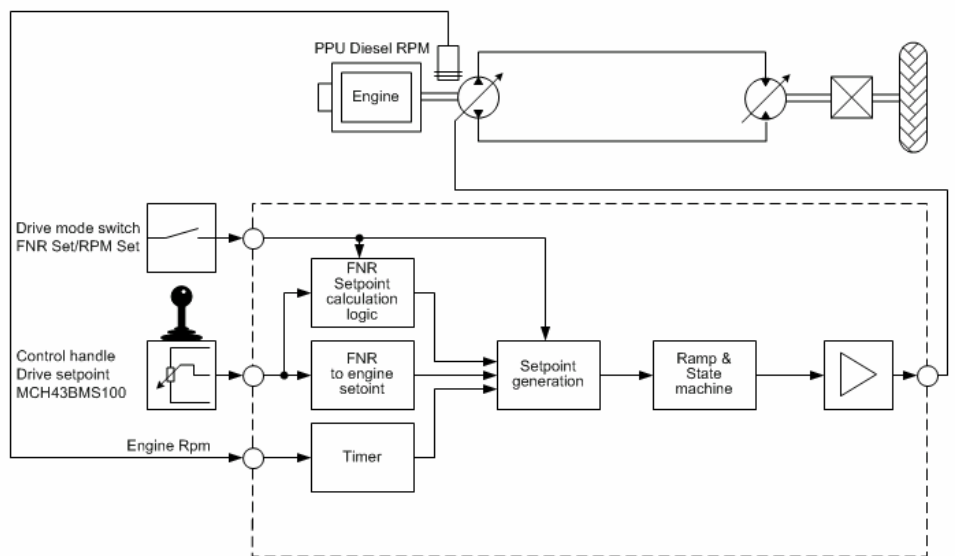 PPU Diesel RPM
Engine
Drive mode switch
FNR Set/RPM Set
FNR
Setpoint
calculation
logic
Control handle
Drive setpoint
MCH43BMS100
FNR
to engine
setoint
Setpoint
generation
Ramp &
State
machine
Engine Rpm
Timer